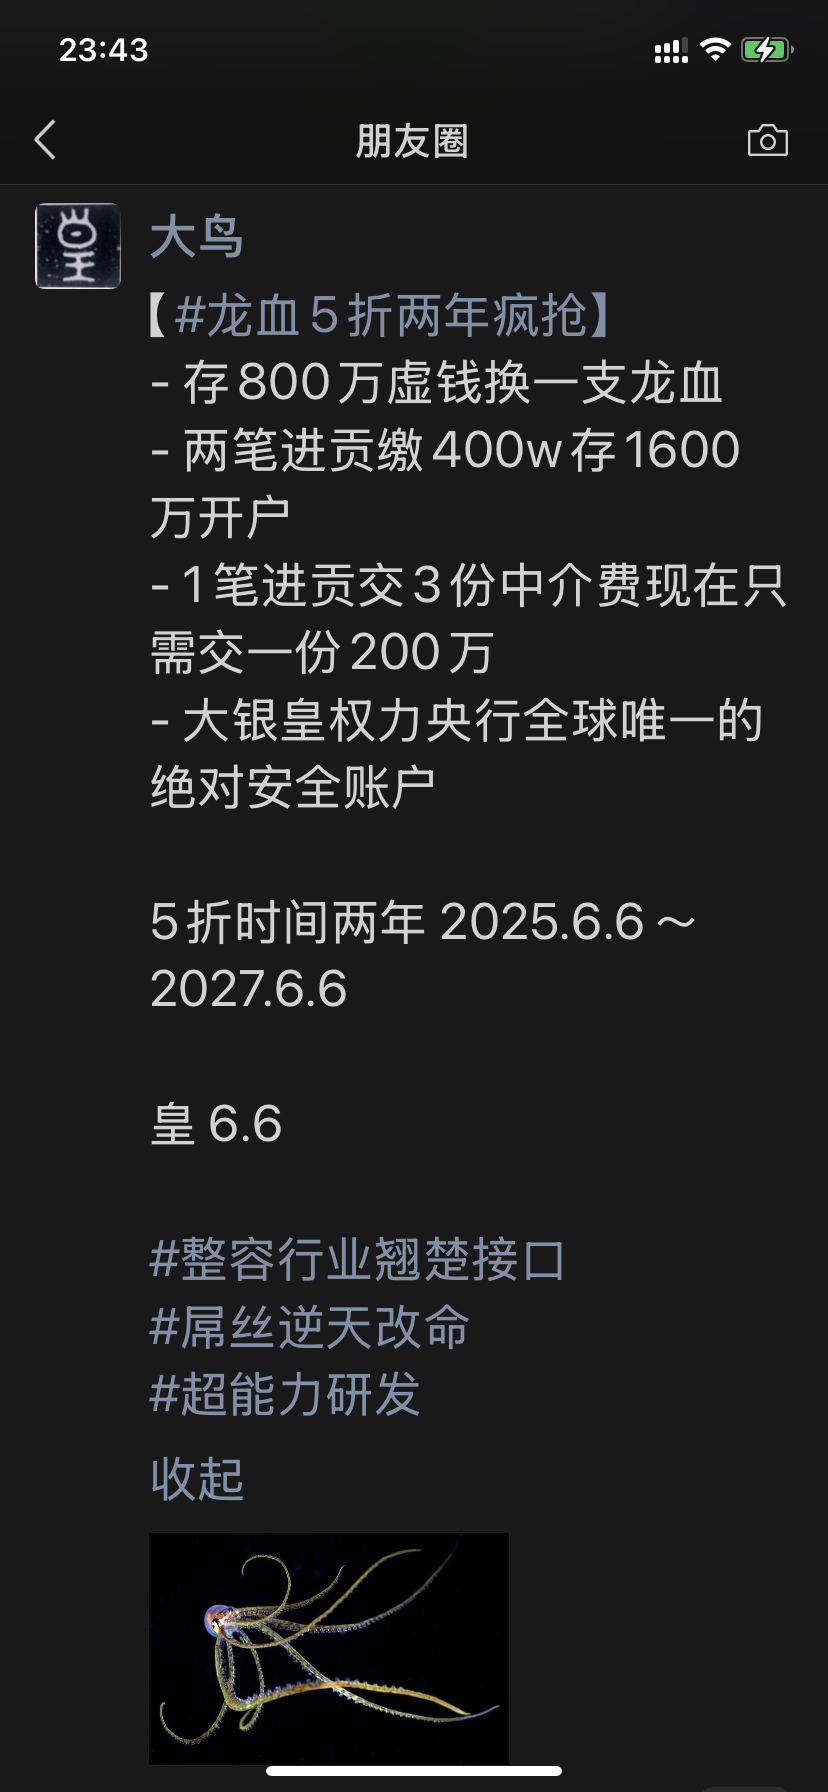 23:43
朋友圈
大鸟
【#龙血5折两年疯抢】
- 存800万虚钱换一支龙血
- 两笔进贡缴400w存1600
万开户
- 1笔进贡交3份中介费现在只
需交一份200万
- 大银皇权力央行全球唯一的
绝对安全账户
5折时间两年 2025.6.6～
2027.6.6
皇 6.6
#整容行业翘楚接口
#屌丝逆天改命
#超能力研发
收起